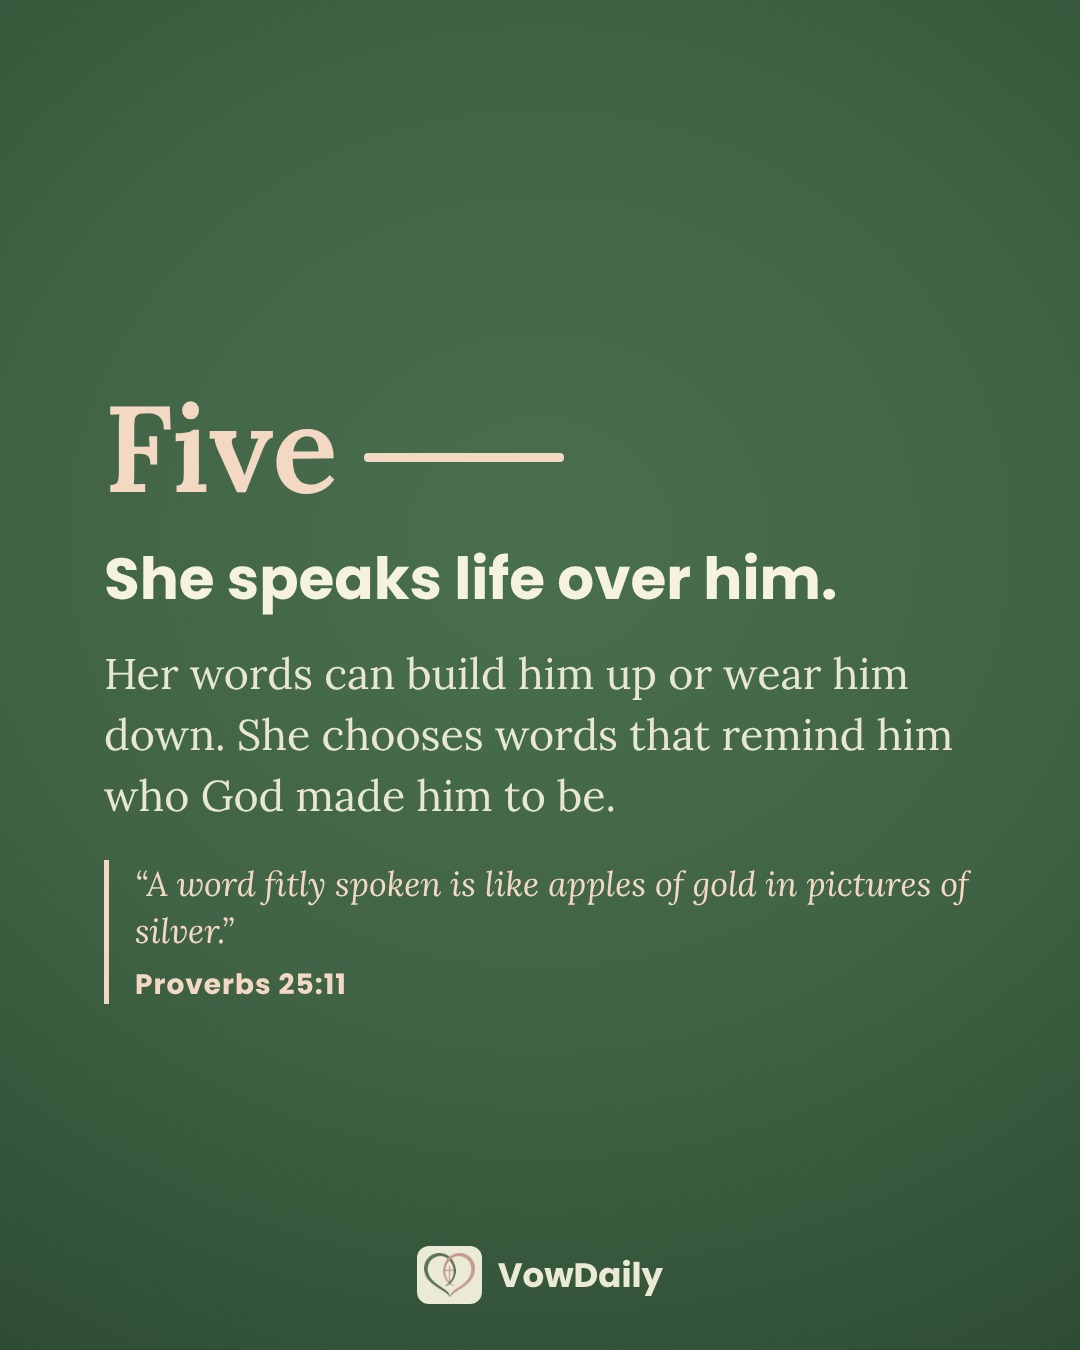 Five
She speaks life over him.
Her words can build him up or wear him
down. She chooses words that remind him
who God made him to be.
“A word fitly spoken is like apples of gold in pictures of
silver.”
Proverbs 25:11
VowDaily